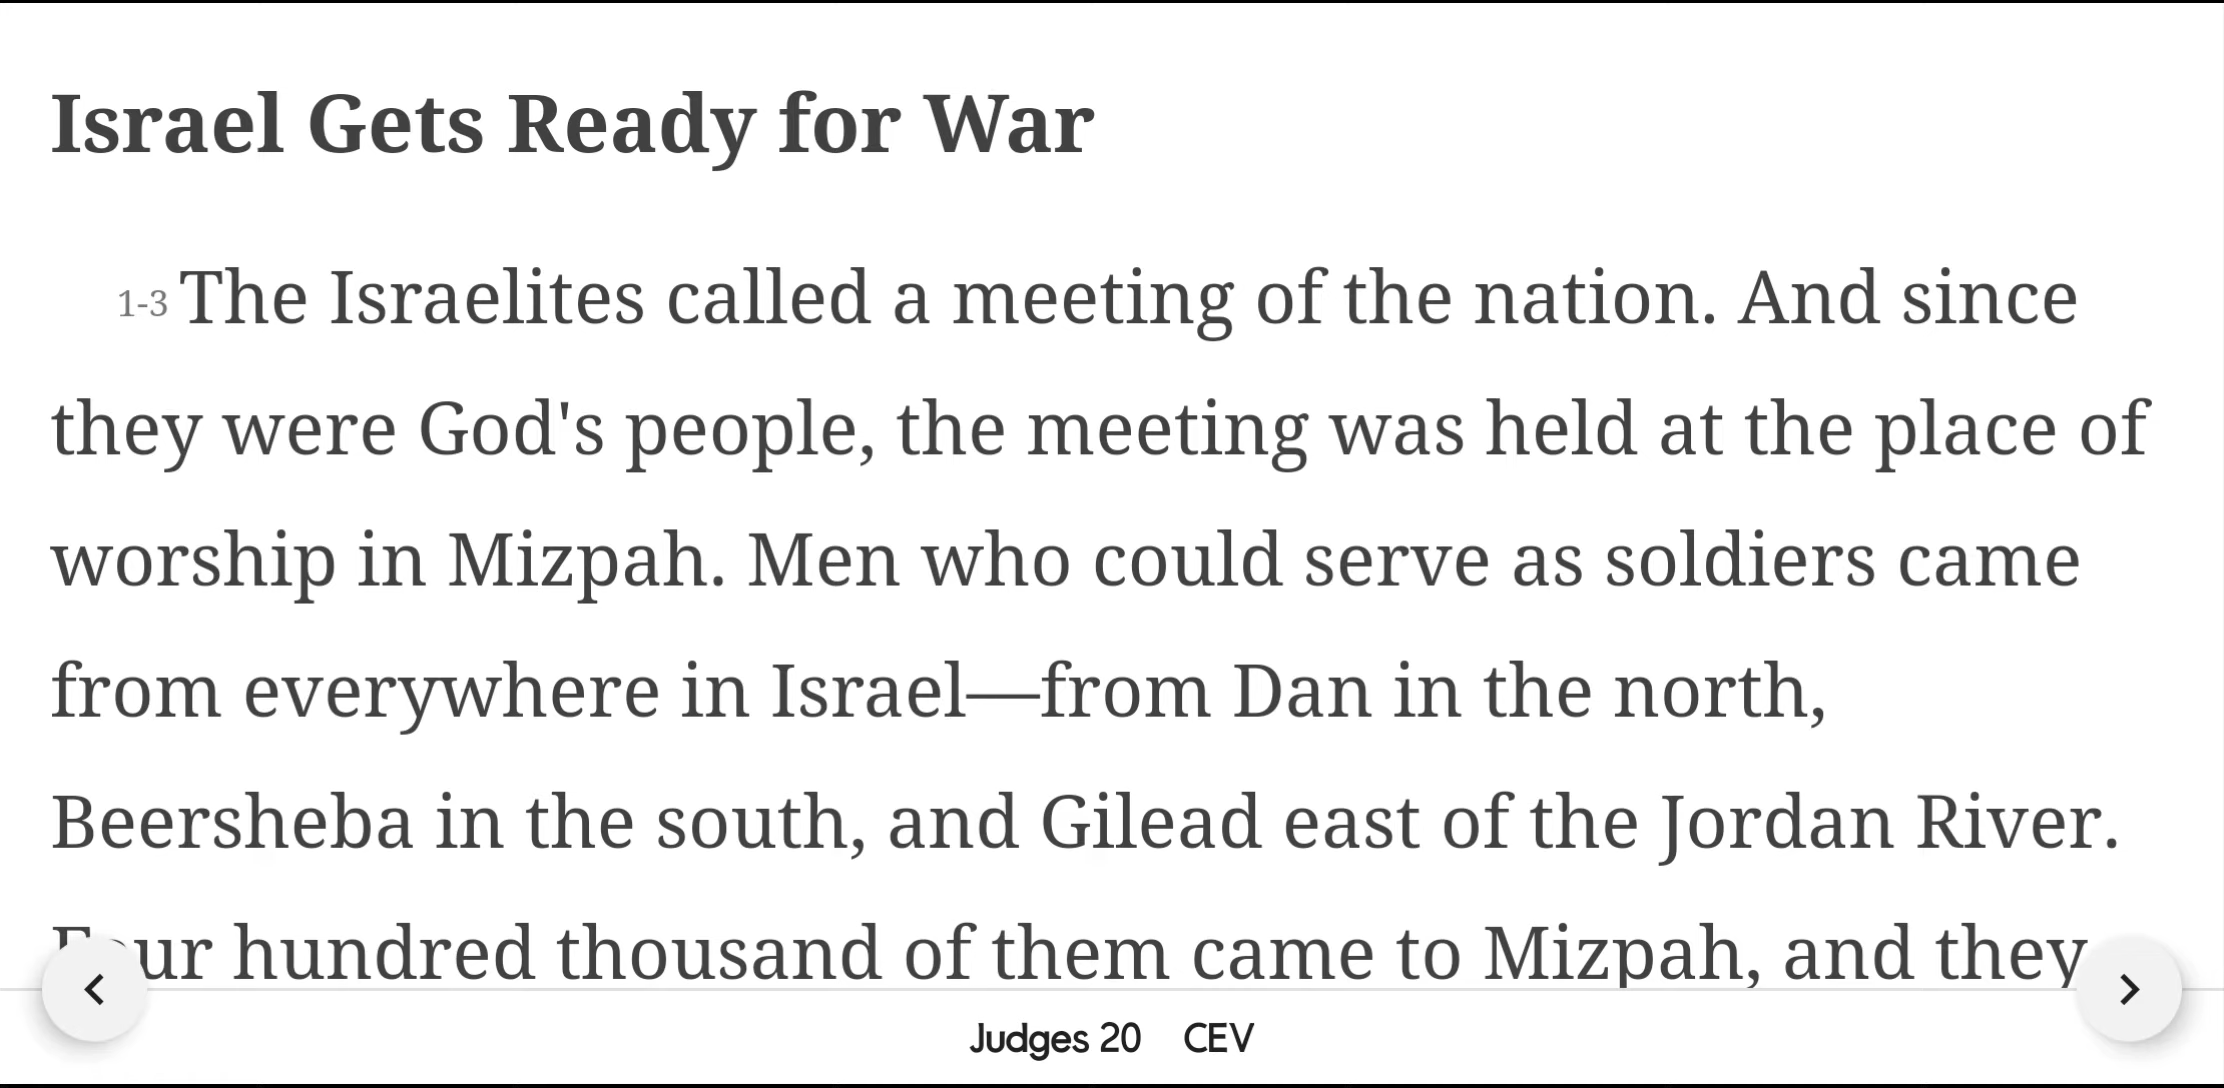 Israel Gets Ready for War
1-3 The Israelites called a meeting of the nation. And since
they were God's people, the meeting was held at the place of
worship in Mizpah. Men who could serve as soldiers came
from everywhere in Israel—from Dan in the north,
Beersheba in the south, and Gilead east of the Jordan River.
Four hundred thousand of them came to Mizpah, and they
Judges 20 CEV